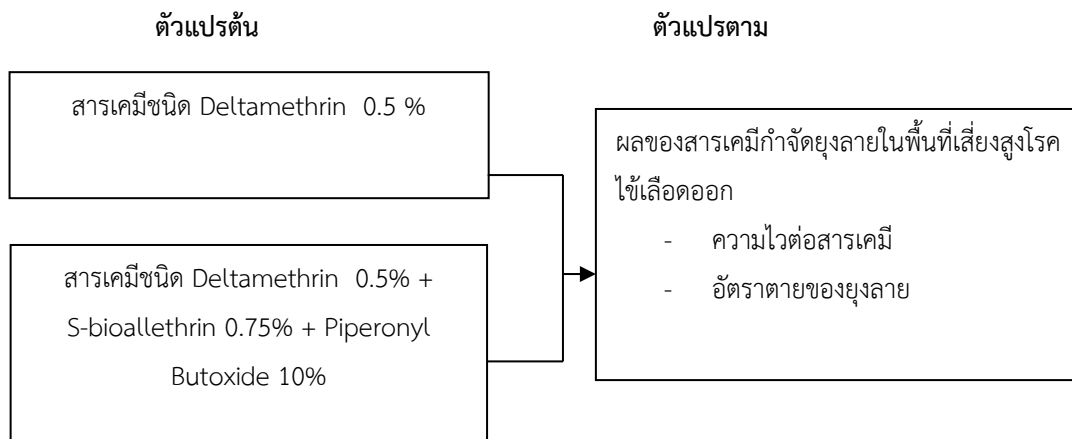 ตัวแปรต้น
ตัวแปรตาม
สารเคมีชนิด Deltamethrin 0.5 %
สารเคมีชนิด Deltamethrin 0.5% +
S-bioallethrin 0.75% + Piperonyl
Butoxide 10%
ผลของสารเคมีกำจัดยุงลายในพื้นที่เสี่ยงสูงโรค
ไข้เลือดออก
- ความไวต่อสารเคมี
- อัตราตายของยุงลาย